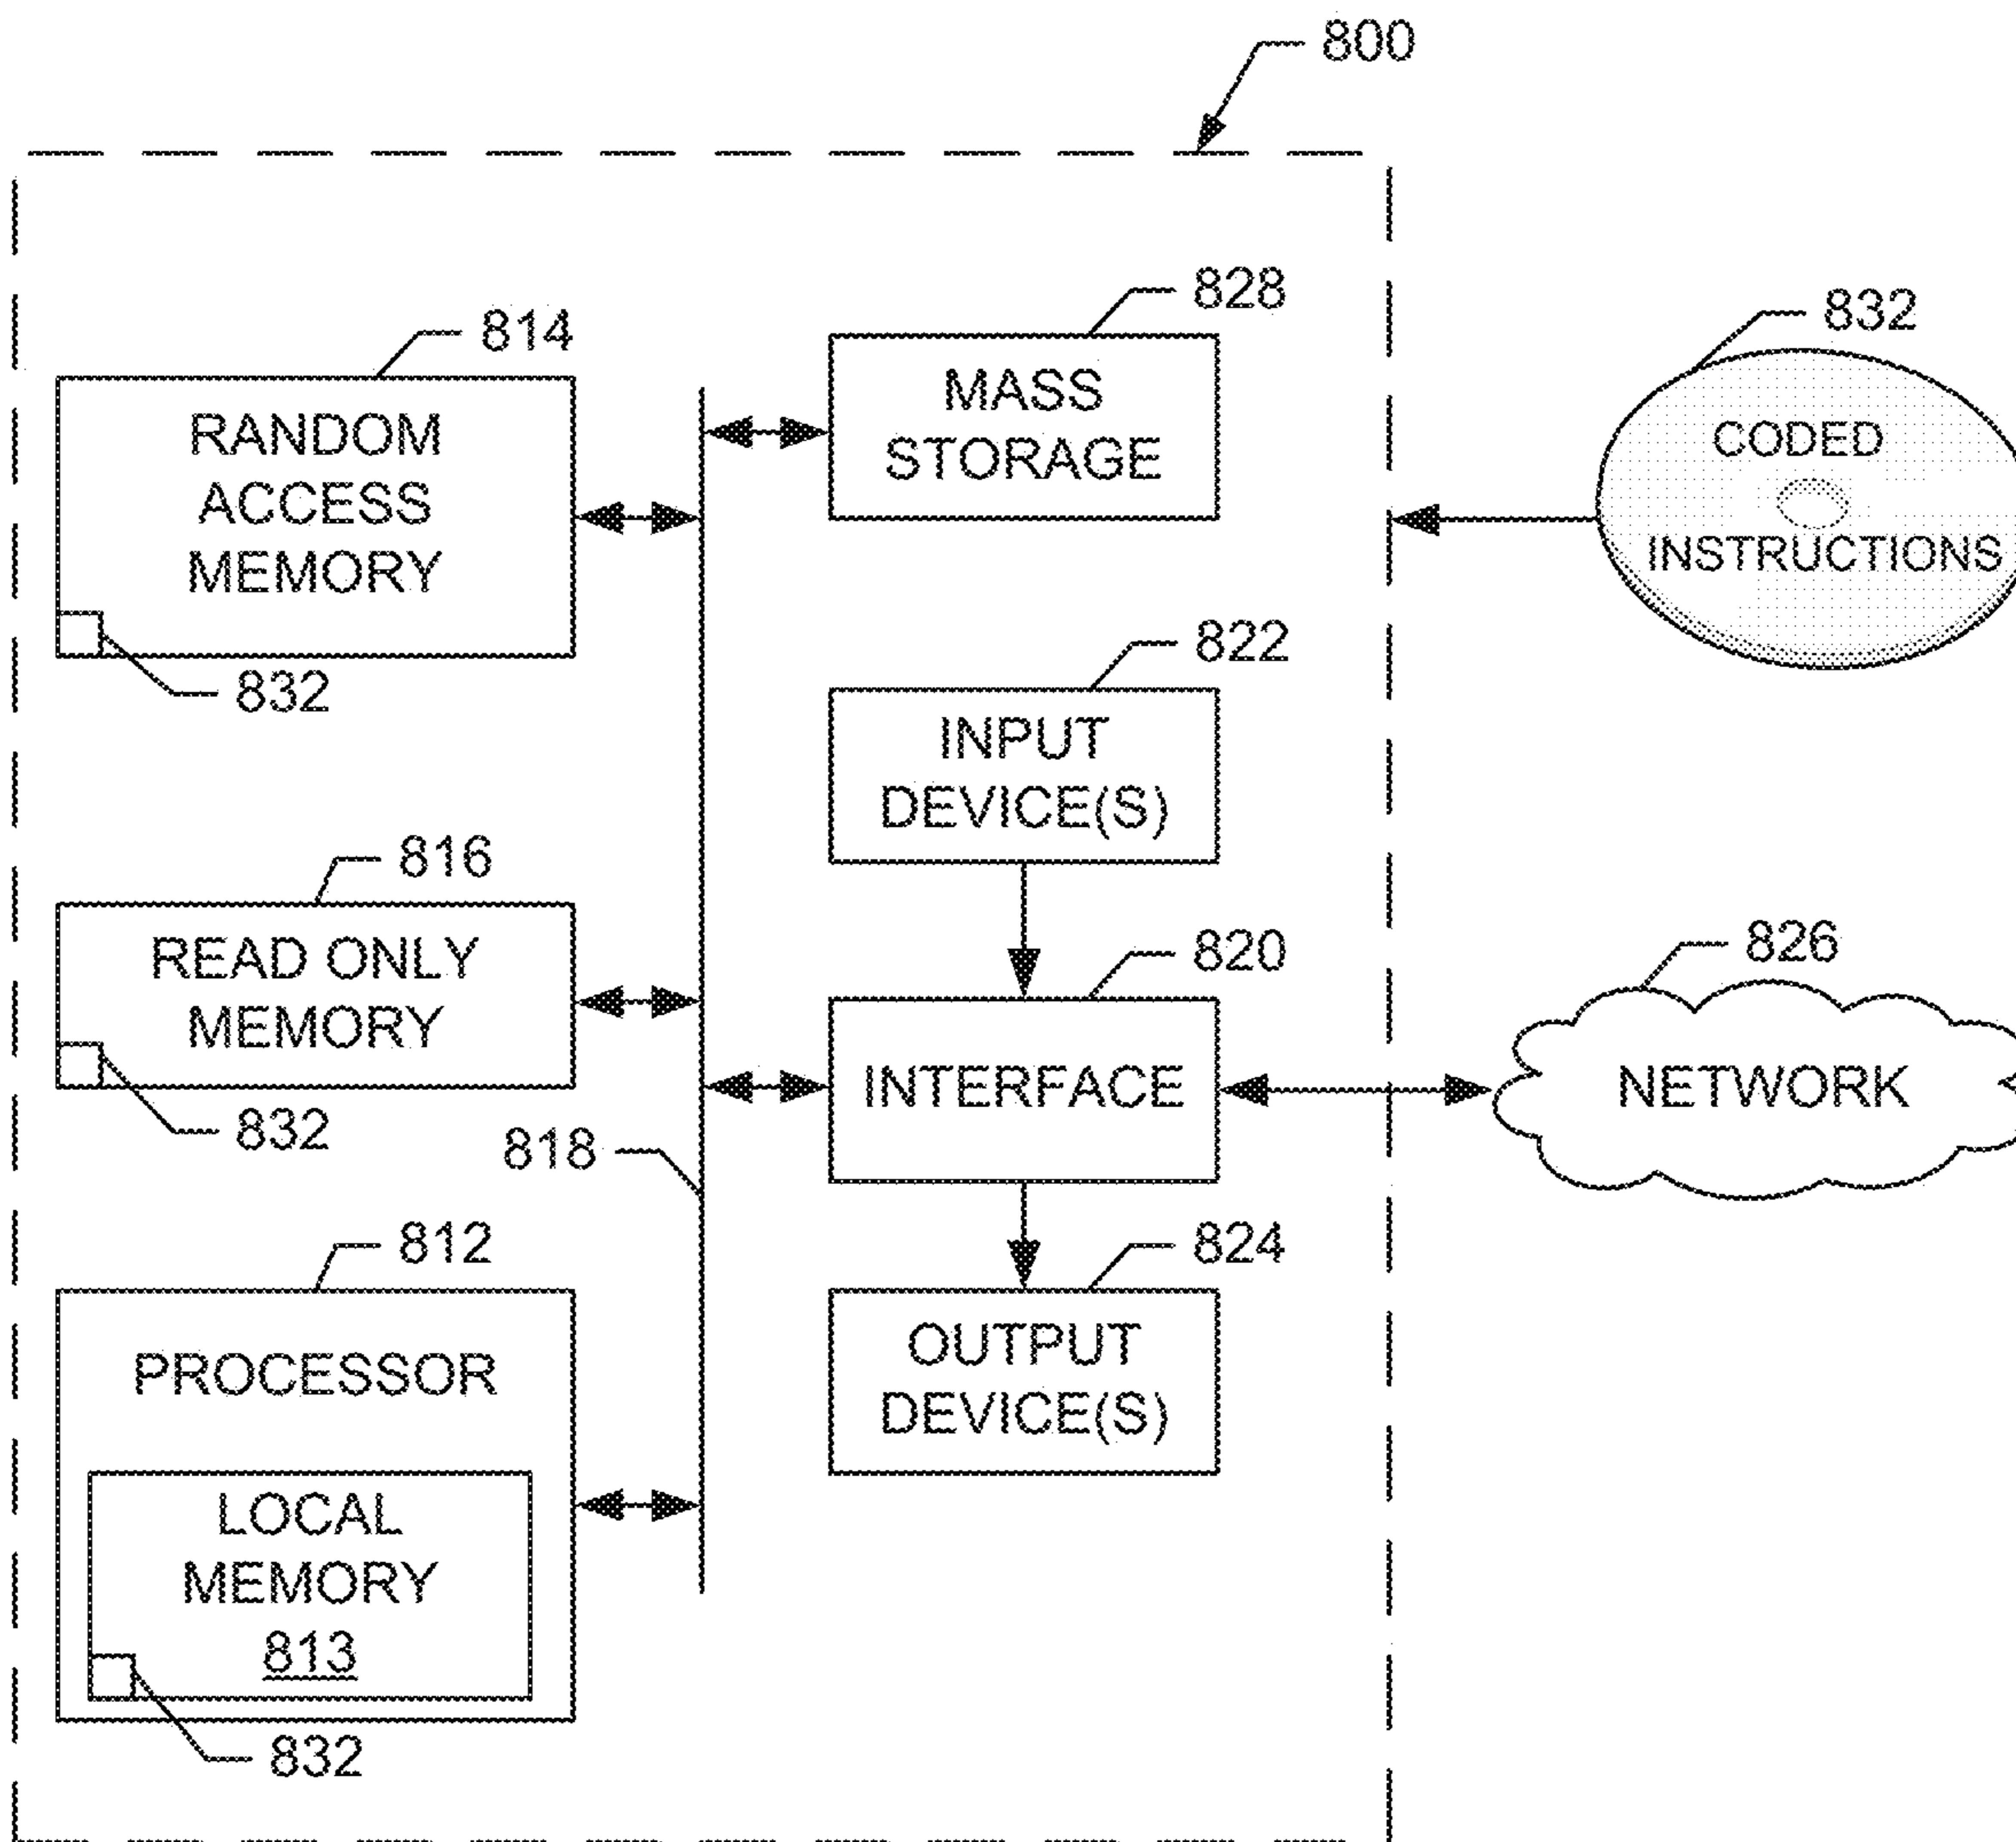 800
828
MASS
STORAGE
814
RANDOM
ACCESS
MEMORY
832
832
CODED
INSTRUCTIONS
822
INPUT
DEVICE(S)
816
READ ONLY
MEMORY
832
820
INTERFACE
826
NETWORK
818
812
PROCESSOR
LOCAL
MEMORY
813
832
824
OUTPUT
DEVICE(S)